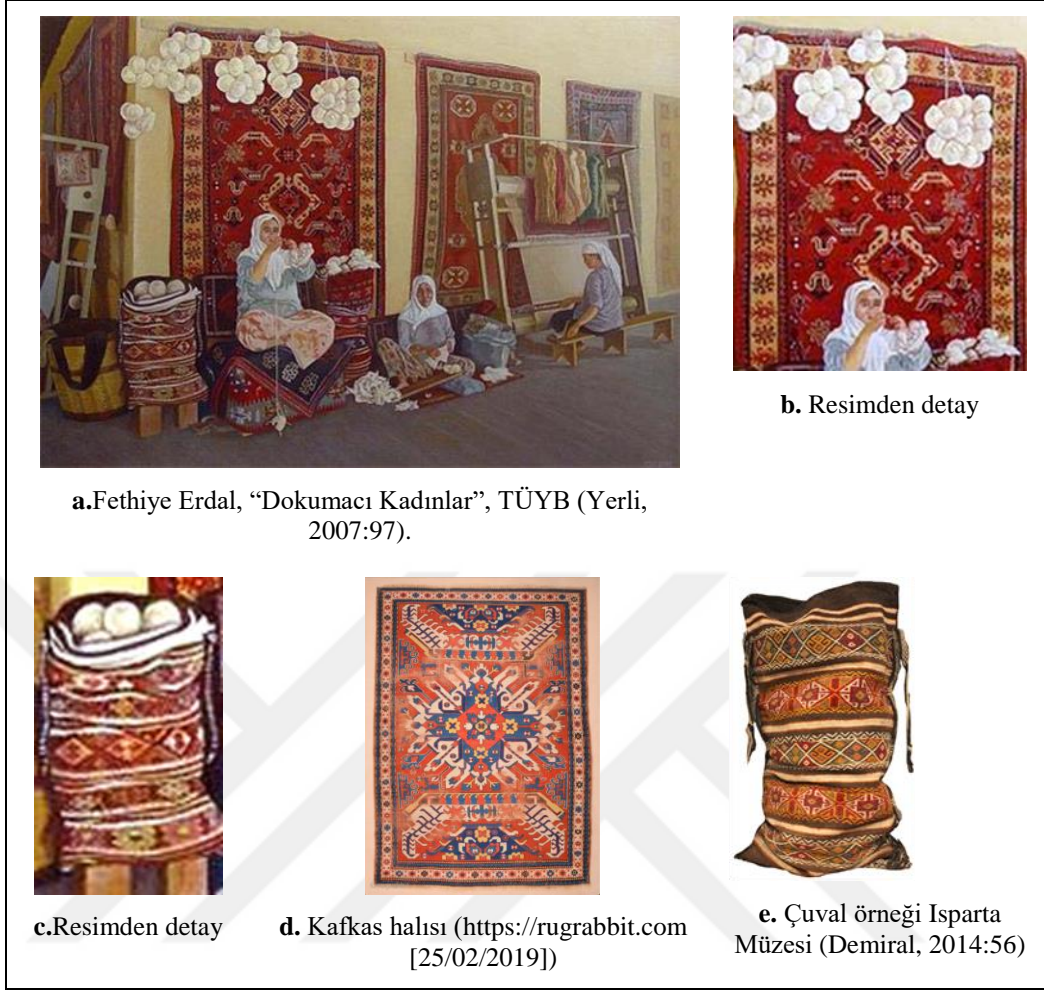 a.Fethiye Erdal, “Dokumacı Kadınlar”, TÜYB (Yerli,
2007:97).
b. Resimden detay
c.Resimden detay
d. Kafkas halısı (https://rugrabbit.com
[25/02/2019])
e. Çuval örneği Isparta
Müzesi (Demiral, 2014:56)